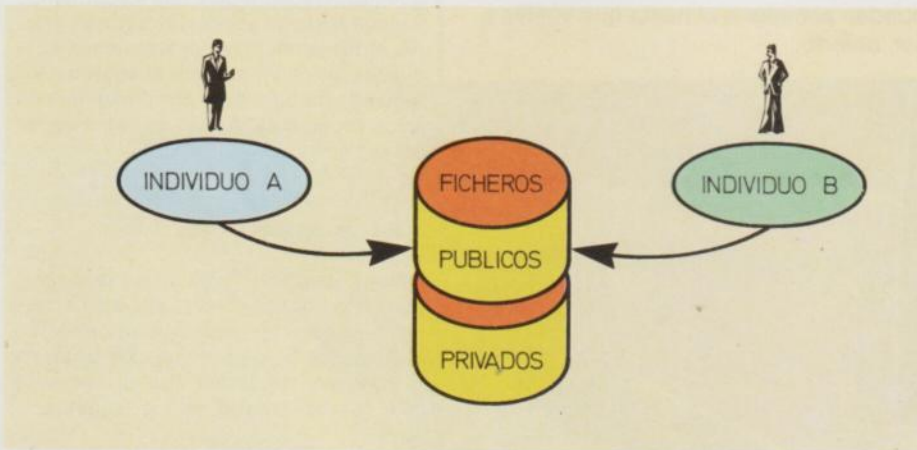 INDIVIDUO A
FICHEROS
INDIVIDUO B
PUBLICOS
PRIVADOS